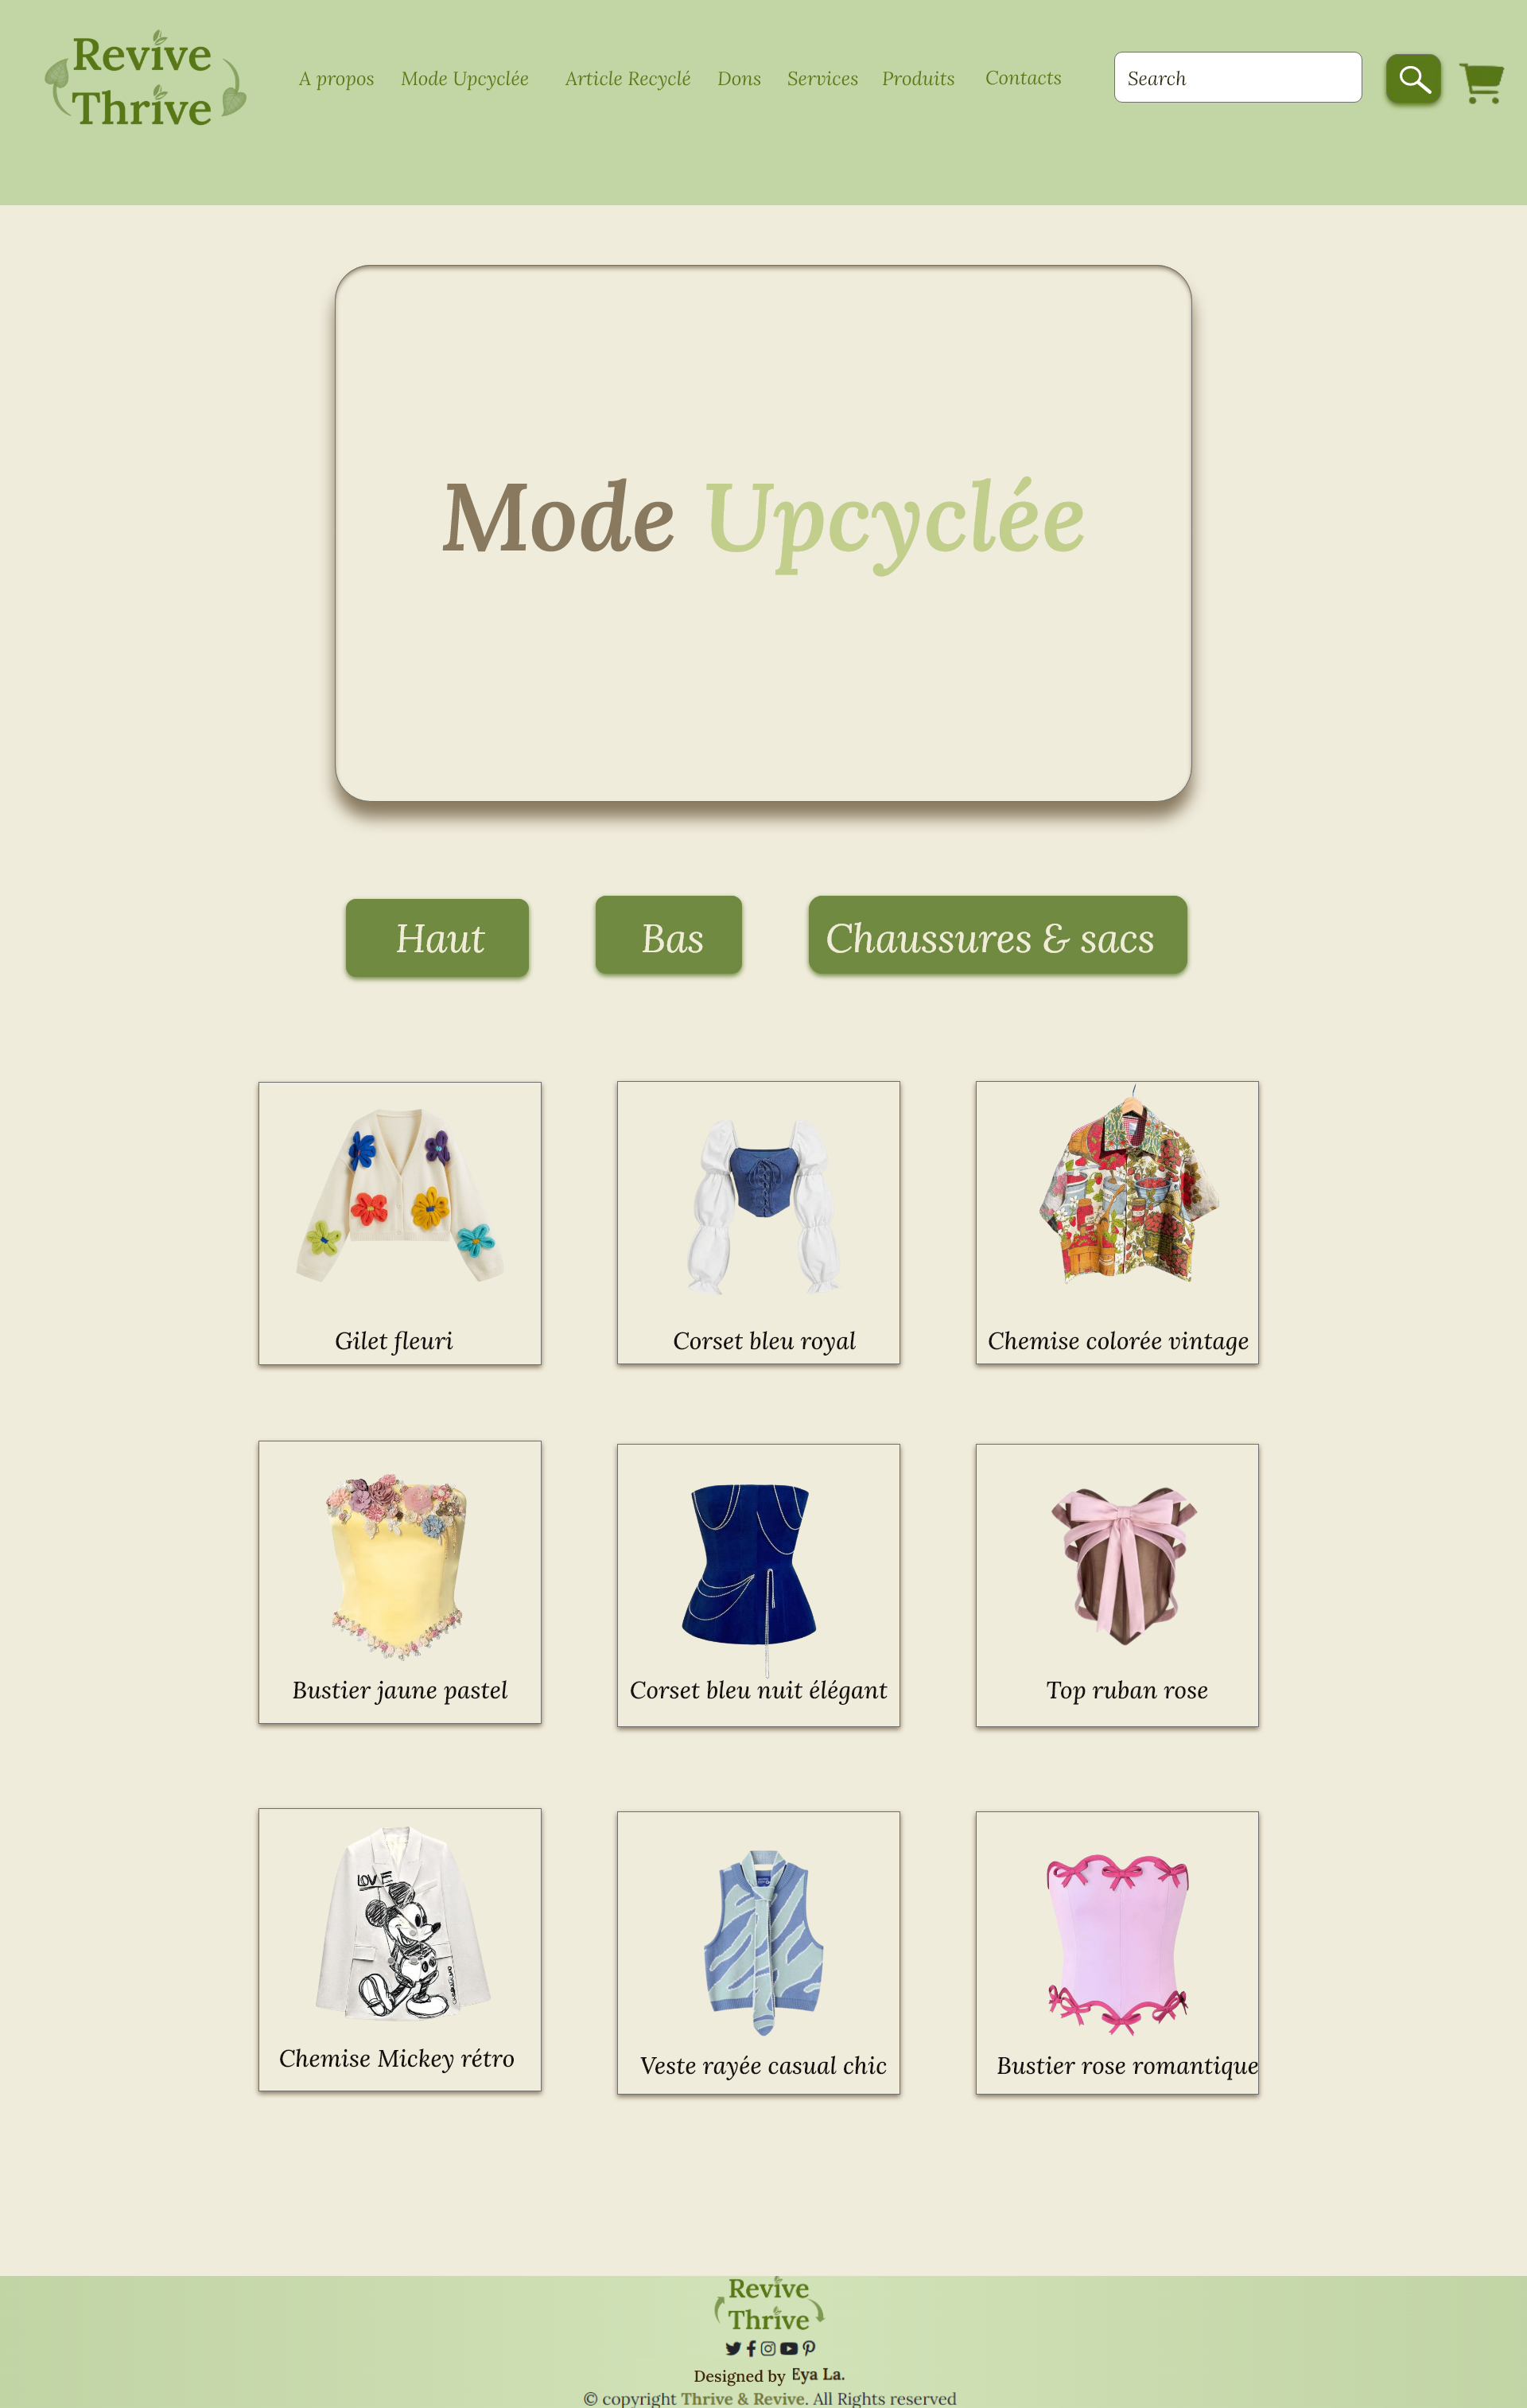 Revive
Thrive
A propos Mode Upcyclée Article Recyclé Dons Services Produits Contacts Search
Mode Upcyclée
Haut Bas Chaussures & sacs
Gilet fleuri Corset bleu royal Chemise colorée vintage
Bustier jaune pastel Corset bleu nuit élégant Top ruban rose
LOVE
Chemise Mickey rétro Veste rayée casual chic Bustier rose romantique
Revive
Thrive
Designed by Eya La.
© copyright Thrive & Revive. All Rights reserved